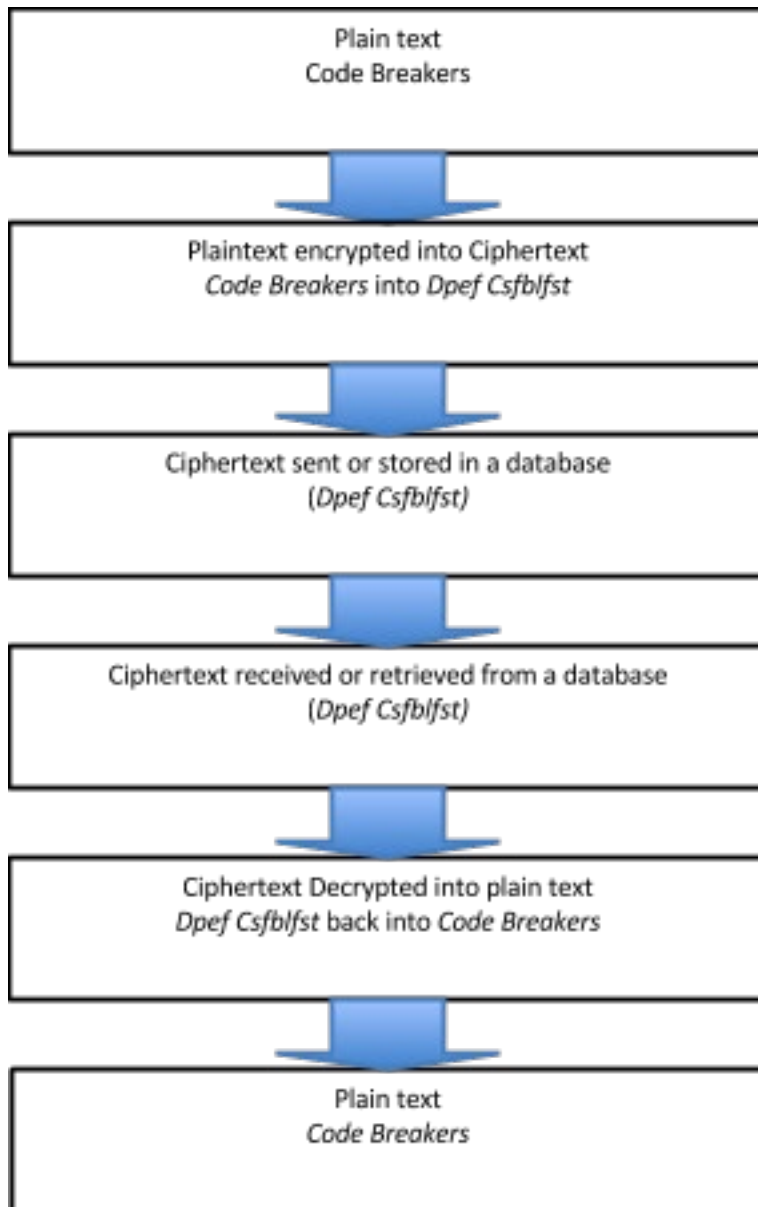 Plain text
Code Breakers
Plaintext encrypted into Ciphertext
Code Breakers into Dpef Csfblfst
Ciphertext sent or stored in a database
(Dpef Csfblfst)
Ciphertext received or retrieved from a database
(Dpef Csfblfst)
Ciphertext Decrypted into plain text
Dpef Csfblfst back into Code Breakers
Plain text
Code Breakers